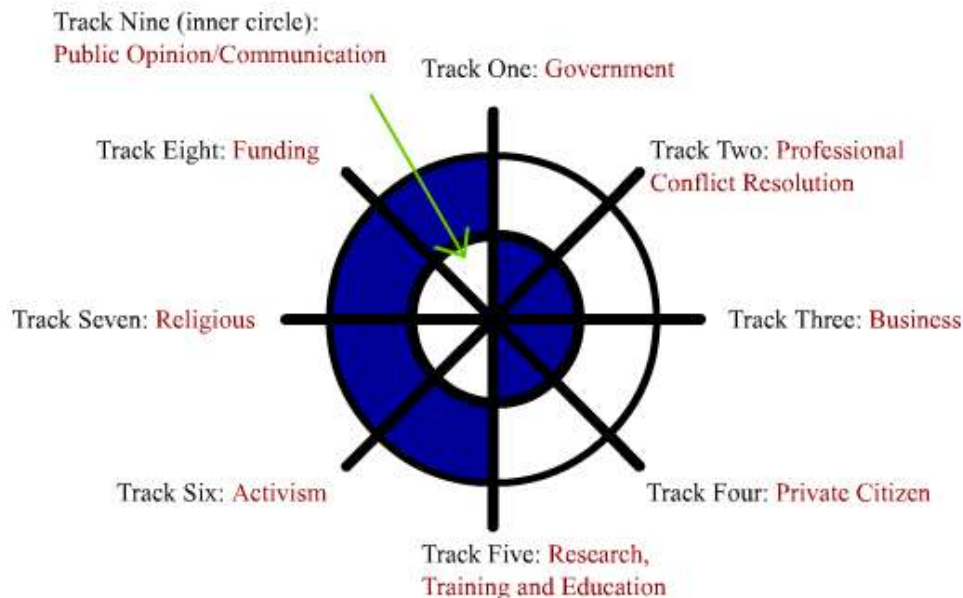 Track Nine (inner circle):
Public Opinion/Communication
Track One: Government
Track Eight: Funding
Track Two: Professional
Conflict Resolution
Track Seven: Religious
Track Three: Business
Track Six: Activism
Track Four: Private Citizen
Track Five: Research,
Training and Education